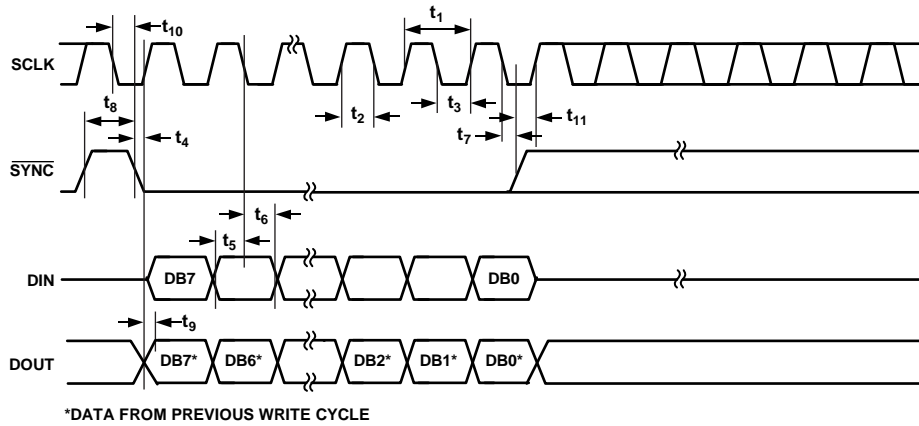 t1
t10
SCLK
t8
t2
t3
t4
t7
t11
SYNC
t6
t5
DIN
DB7
DB0
t9
DOUT
DB7*
DB6*
DB2*
DB1*
DB0*
*DATA FROM PREVIOUS WRITE CYCLE